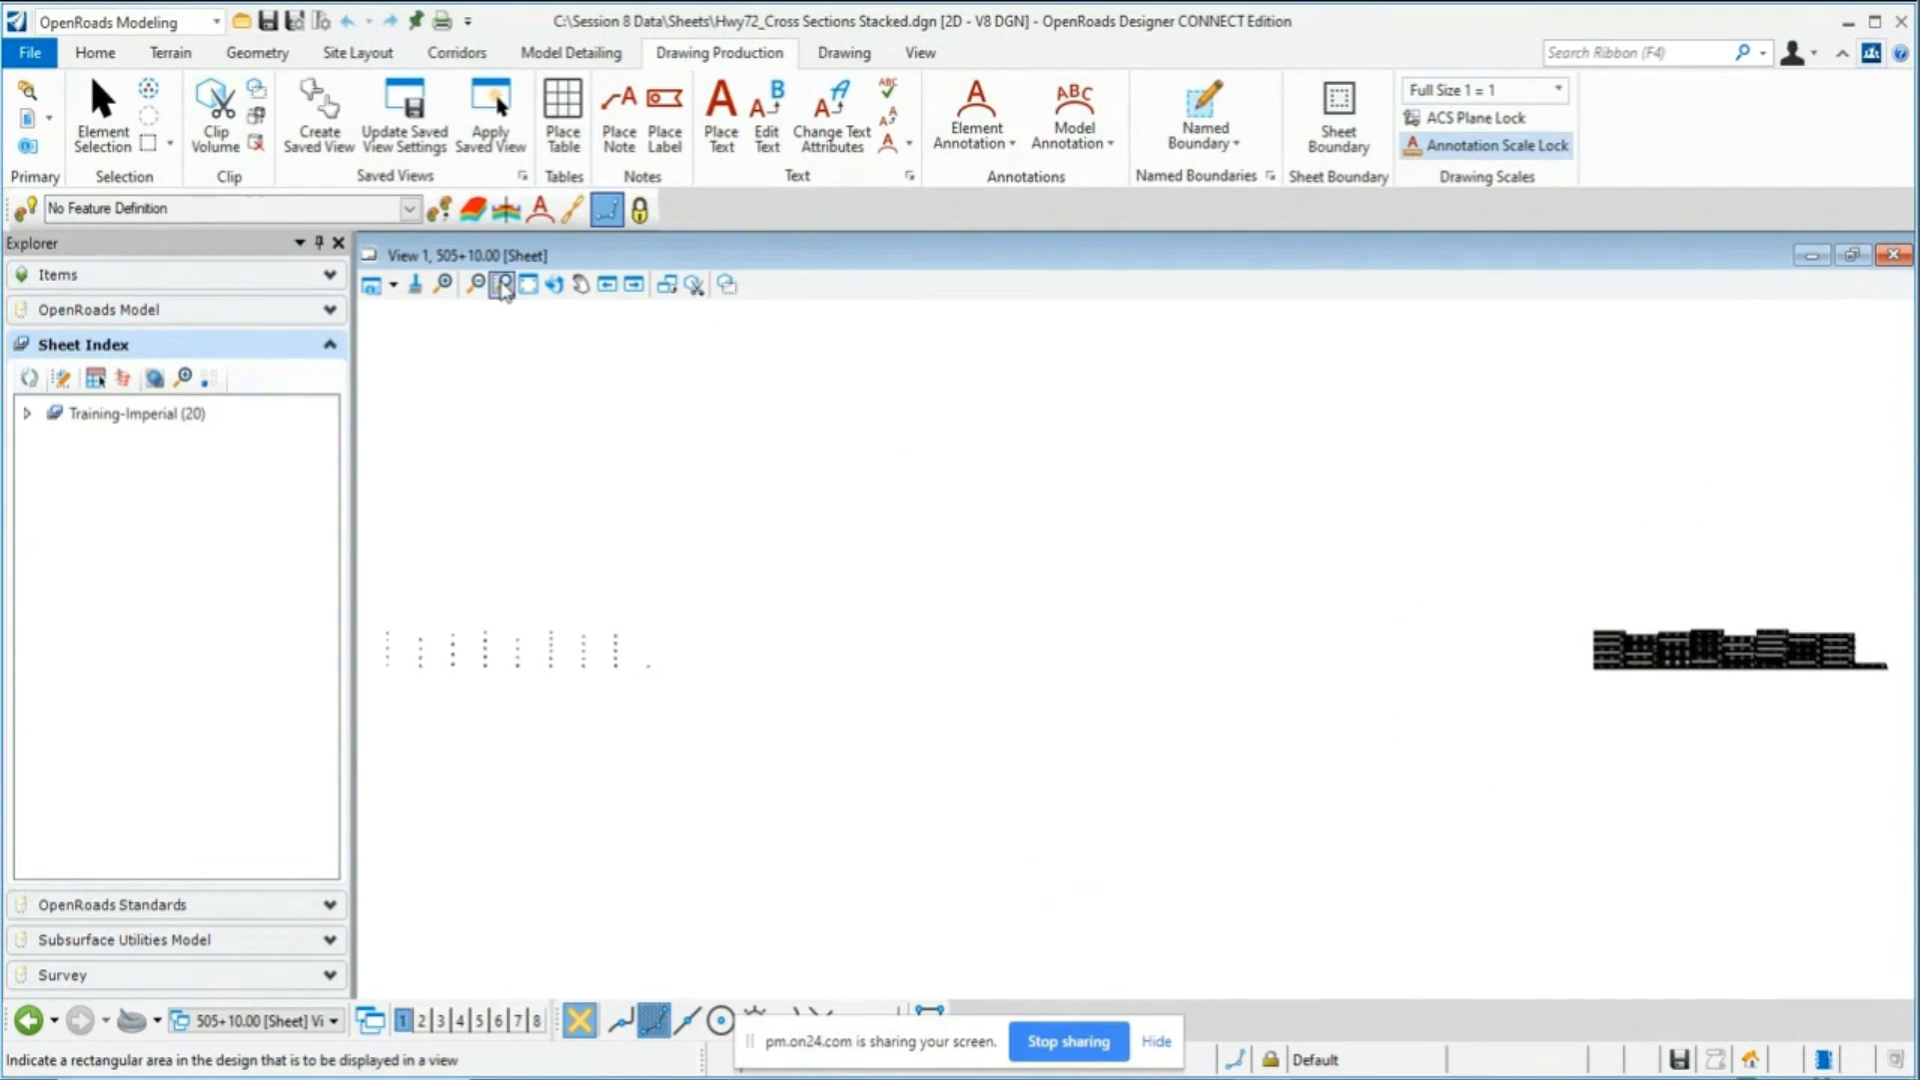 OpenRoads Modeling
C:\Session 8 Data\Sheets\Hwy72_Cross Sections Stacked.dgn [2D - V8 DGN] - OpenRoads Designer CONNECT Edition
File Home Terrain Geometry Site Layout Corridors Model Detailing Drawing Production Drawing View
Search Ribbon (F4)
Element Selection
Clip Volume
Create Saved View
Update Saved View Settings
Apply Saved View
Place Table
Place Note
Place Label
Place Text
Edit Text
Change Text Attributes
Element Annotation
Model Annotation
Named Boundary
Sheet Boundary
Full Size 1 = 1
ACS Plane Lock
Annotation Scale Lock
Primary Selection Clip Saved Views Tables Notes Text Annotations Named Boundaries Sheet Boundary Drawing Scales
No Feature Definition
Explorer
View 1, 505+10.00 [Sheet]
Items
OpenRoads Model
Sheet Index
Training-Imperial (20)
OpenRoads Standards
Subsurface Utilities Model
Survey
505+10.00 [Sheet] Vi
1 2 3 4 5 6 7 8
pm.on24.com is sharing your screen. Stop sharing Hide
Indicate a rectangular area in the design that is to be displayed in a view
Default